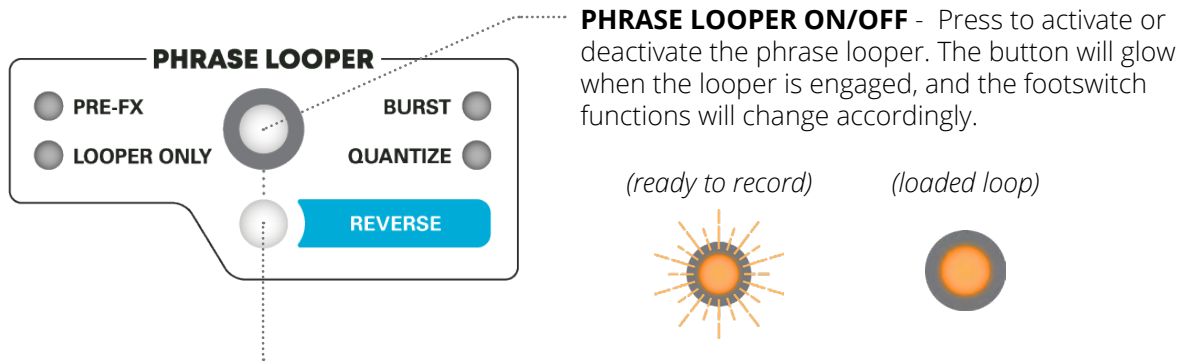 PHRASE LOOPER ON/OFF - Press to activate or
deactivate the phrase looper. The button will glow
when the looper is engaged, and the footswitch
functions will change accordingly.
PHRASE LOOPER
PRE-FX
BURST
LOOPER ONLY
QUANTIZE
REVERSE
(ready to record)
(loaded loop)